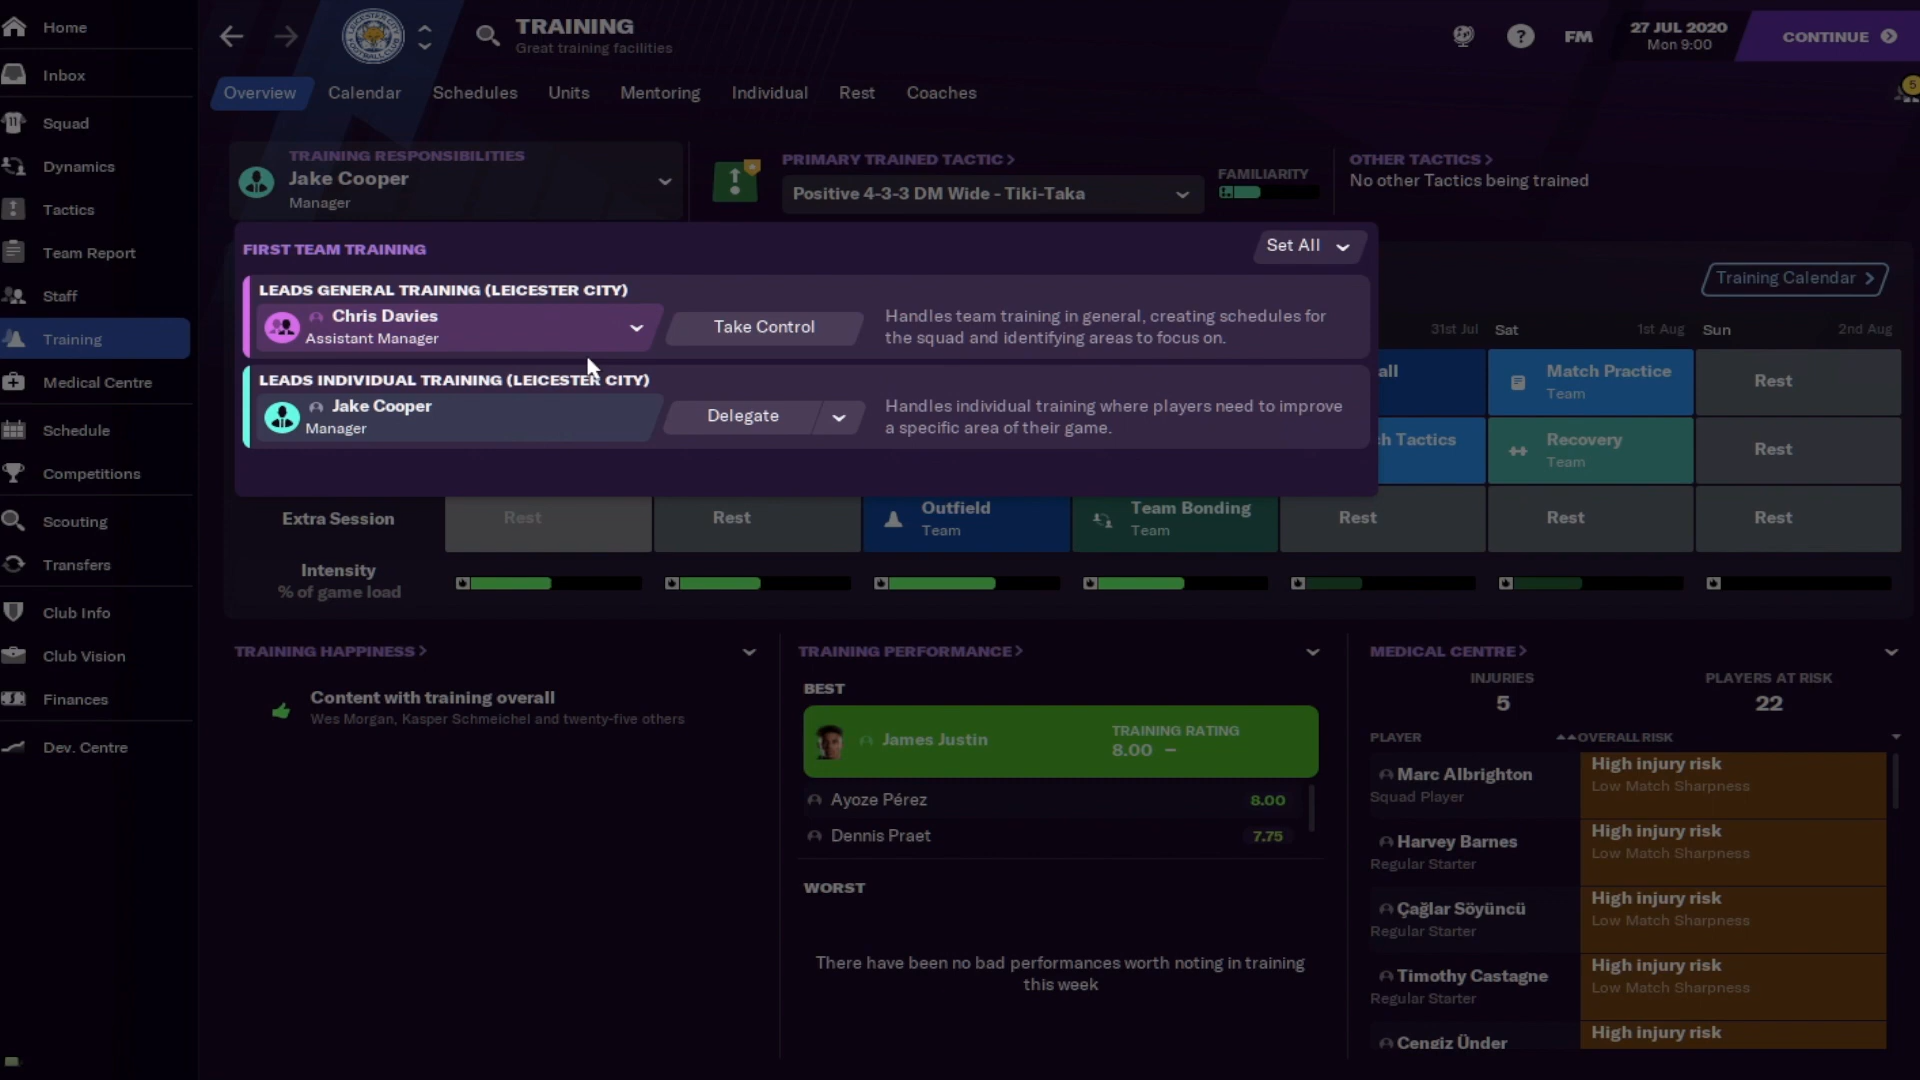 Home
Inbox
Squad
Dynamics
Tactics
Team Report
Staff
Training
Medical Centre
Schedule
Competitions
Scouting
Transfers
Club Info
Club Vision
Finances
Dev. Centre
TRAINING
Great training facilities
FM
27 JUL 2020
Mon 9:00
CONTINUE
5
Overview
Calendar
Schedules
Units
Mentoring
Individual
Rest
Coaches
TRAINING RESPONSIBILITIES
Jake Cooper
Manager
PRIMARY TRAINED TACTIC >
Positive 4-3-3 DM Wide - Tiki-Taka
FAMILIARITY
OTHER TACTICS >
No other Tactics being trained
FIRST TEAM TRAINING
Set All
LEADS GENERAL TRAINING (LEICESTER CITY)
Chris Davies
Assistant Manager
Take Control
Handles team training in general, creating schedules for
the squad and identifying areas to focus on.
LEADS INDIVIDUAL TRAINING (LEICESTER CITY)
Jake Cooper
Manager
Delegate
Handles individual training where players need to improve
a specific area of their game.
Training Calendar >
31st Jul
Sat
1st Aug
Sun
2nd Aug
all
Match Practice
Team
Rest
h Tactics
Recovery
Team
Rest
Extra Session
Rest
Rest
Outfield
Team
Team Bonding
Team
Rest
Rest
Rest
Intensity
% of game load
TRAINING HAPPINESS >
Content with training overall
Wes Morgan, Kasper Schmeichel and twenty-five others
TRAINING PERFORMANCE >
BEST
James Justin
TRAINING RATING
8.00 –
Ayoze Pérez
8.00
Dennis Praet
7.75
WORST
There have been no bad performances worth noting in training
this week
MEDICAL CENTRE >
INJURIES
5
PLAYERS AT RISK
22
PLAYER
OVERALL RISK
Marc Albrighton
Squad Player
High injury risk
Low Match Sharpness
Harvey Barnes
Regular Starter
High injury risk
Low Match Sharpness
Çağlar Söyüncü
Regular Starter
High injury risk
Low Match Sharpness
Timothy Castagne
Regular Starter
High injury risk
Low Match Sharpness
Cengiz Ünder
High injury risk